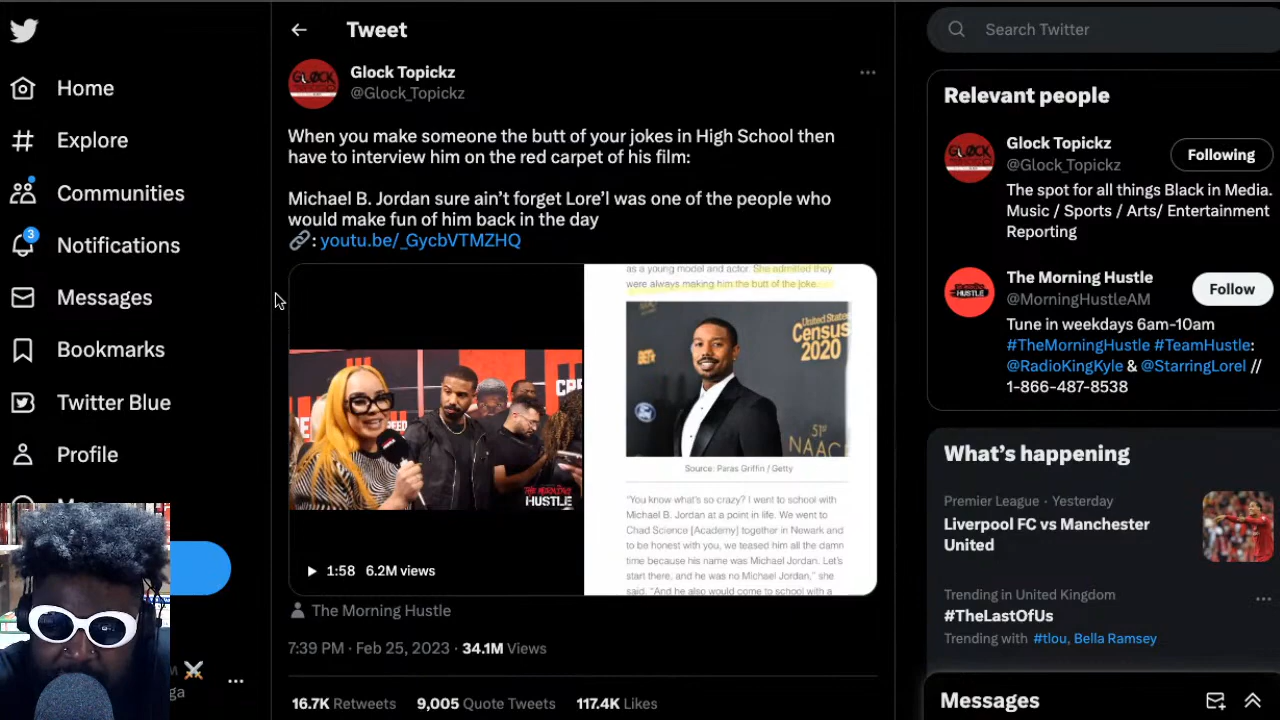 Home
Explore
Communities
3
Notifications
Messages
Bookmarks
Twitter Blue
Profile
Tweet
Glock Topickz
@Glock_Topickz
When you make someone the butt of your jokes in High School then
have to interview him on the red carpet of his film:
Michael B. Jordan sure ain’t forget Lore’l was one of the people who
would make fun of him back in the day
🔗: youtu.be/_GycbVTMZHQ
THE MORNING
HUSTLE
1:58 6.2M views
as a young model and actor. She admitted they
were always making him the butt of the joke.
United States
Census
2020
BET
51st
NAAC
Source: Paras Griffin / Getty
"You know what's so crazy? I went to school with
Michael B. Jordan at a point in life. We went to
Chad Science [Academy] together in Newark and
to be honest with you, we teased him all the damn
time because his name was Michael Jordan. Let's
start there, and he was no Michael Jordan," she
said. "And he also would come to school with a
The Morning Hustle
7:39 PM · Feb 25, 2023 · 34.1M Views
16.7K Retweets 9,005 Quote Tweets 117.4K Likes
Search Twitter
Relevant people
Glock Topickz
@Glock_Topickz
Following
The spot for all things Black in Media.
Music / Sports / Arts/ Entertainment
Reporting
The Morning Hustle
@MorningHustleAM
Follow
Tune in weekdays 6am-10am
#TheMorningHustle #TeamHustle:
@RadioKingKyle & @StarringLorel //
1-866-487-8538
What’s happening
Premier League · Yesterday
Liverpool FC vs Manchester
United
Trending in United Kingdom
#TheLastOfUs
Trending with #tlou, Bella Ramsey
Messages